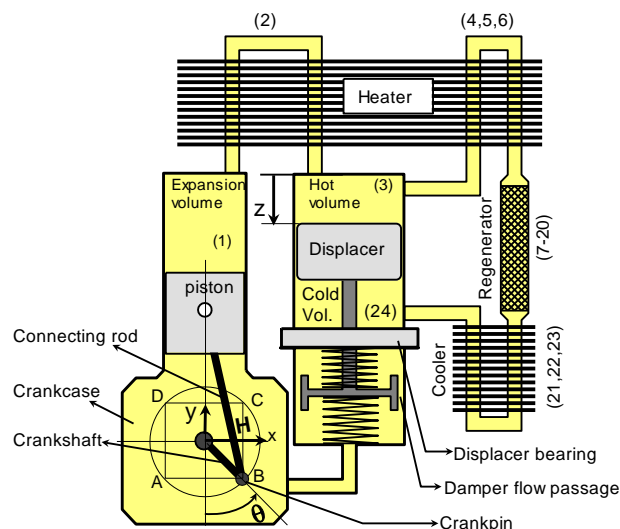 (2)
(4,5,6)
Heater
Expansion
volume
(1)
Hot
volume
(3)
z
Displacer
Regenerator
(7-20)
piston
Cold
Vol.
(24)
Connecting rod
Cooler
(21,22,23)
Crankcase
D
C
y
H
x
Crankshaft
A
B
θ
Displacer bearing
Damper flow passage
Crankpin